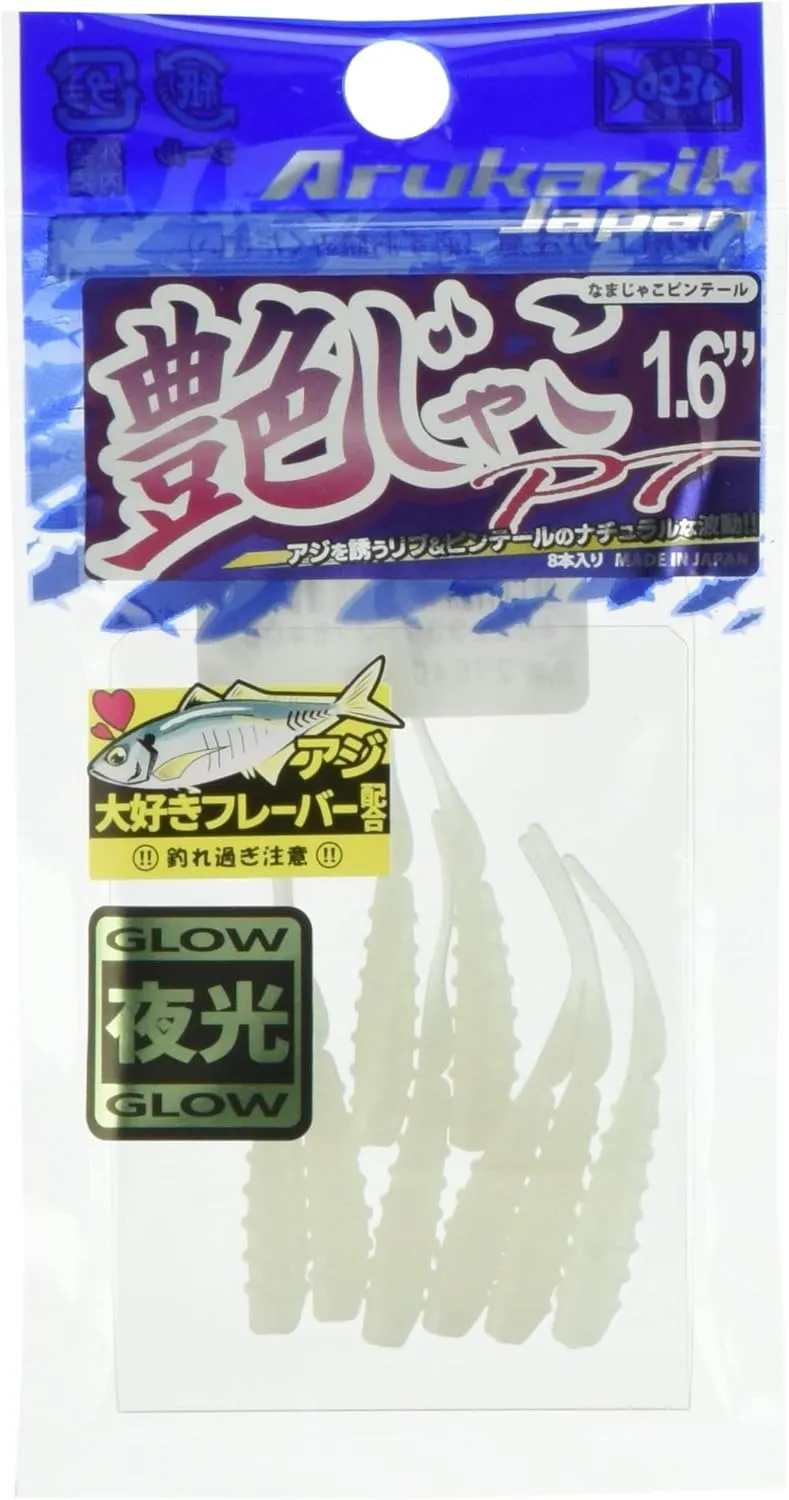 Arukazik
Japan
なまじゃこピンテール
艶じゃこ
1.6”
PT
アジを誘うリブ&ピンテールのナチュラルな波動!!
8本入り MADE IN JAPAN
アジ
大好きフレーバー配合
!! 釣れ過ぎ注意 !!
GLOW
夜光
GLOW